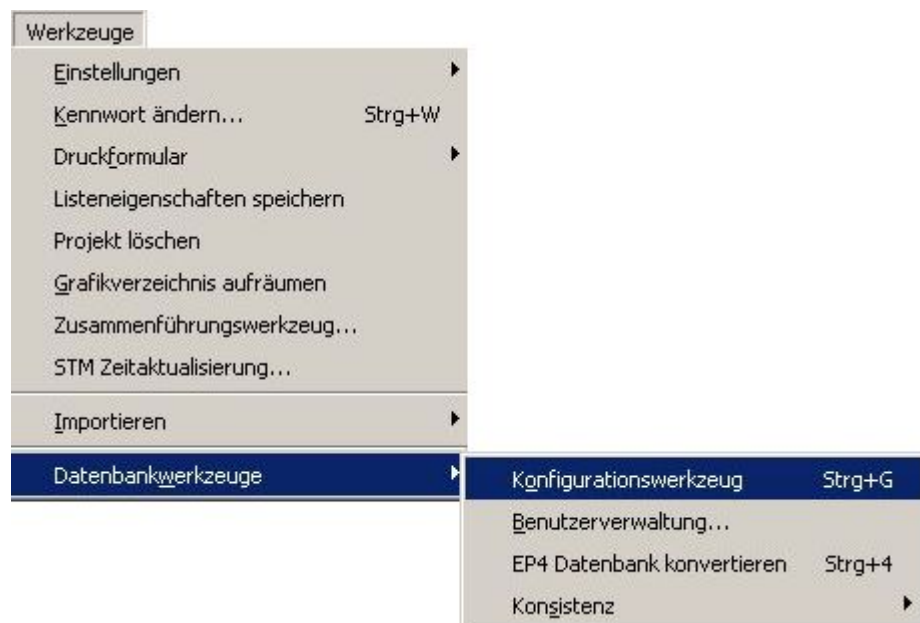 Werkzeuge
Einstellungen
Kennwort ändern... Strg+W
Druckformular
Listeneigenschaften speichern
Projekt löschen
Grafikverzeichnis aufräumen
Zusammenführungswerkzeug...
STM Zeitaktualisierung...
Importieren
Datenbankwerkzeuge
Konfigurationswerkzeug Strg+G
Benutzerverwaltung...
EP4 Datenbank konvertieren Strg+4
Konsistenz